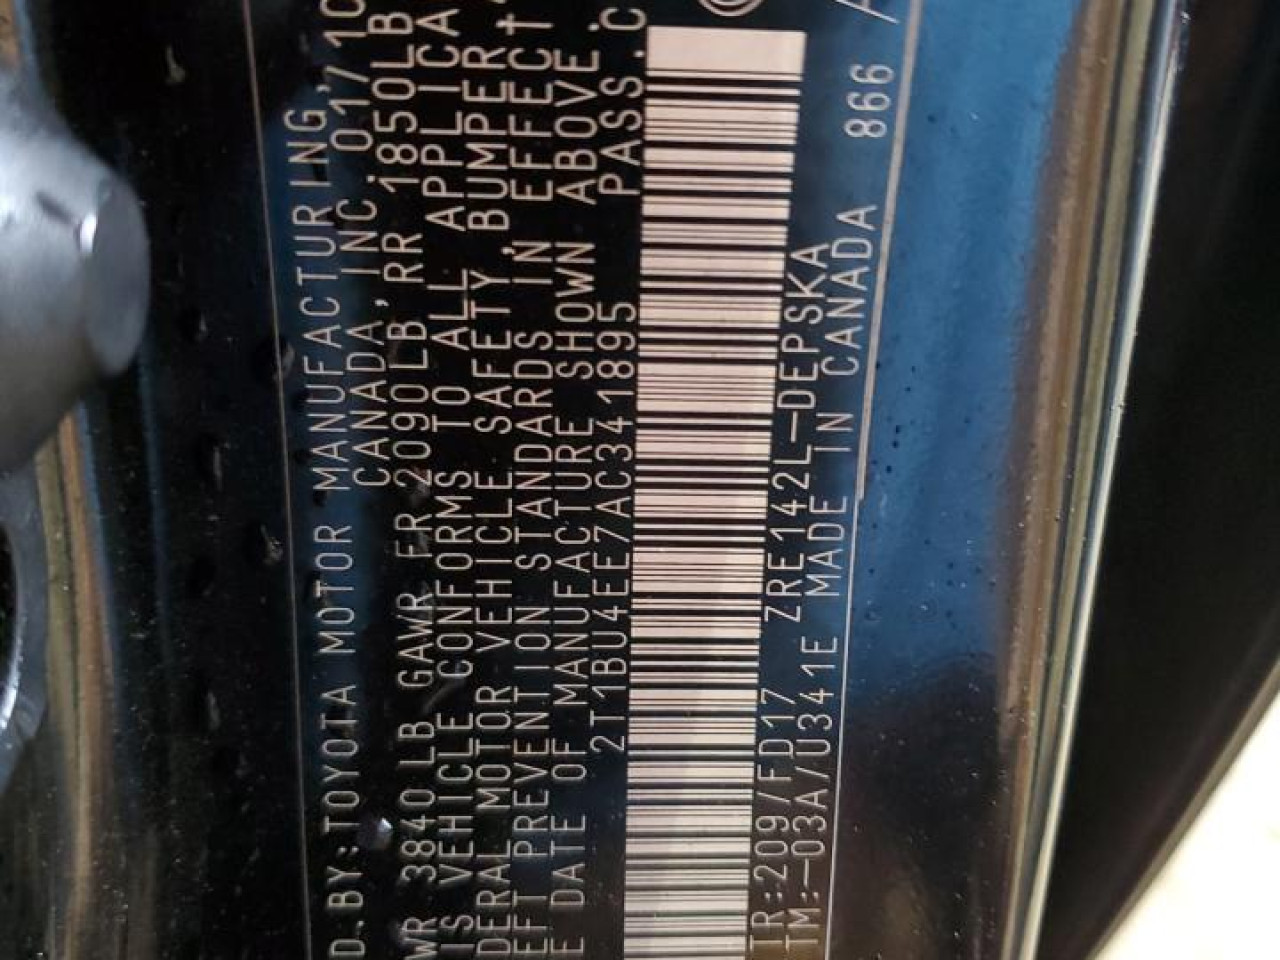 D.BY:TOYOTA MOTOR MANUFACTURING, 10
CANADA, INC. 017/10
WR 3840LB GAWR FR 2090LB,RR 1850LB
IS VEHICLE CONFORMS TO ALL APPLICA
DERAL MOTOR VEHICLE SAFETY, BUMPER
EFT PREVENTION STANDARDS IN EFFECT
E DATE OF MANUFACTURE SHOWN ABOVE.
2T1BU4EE7AC341895 PASS.C
TR:209/FD17 ZRE142L-DEPSKA
TM:-03A/U341E MADE IN CANADA 866